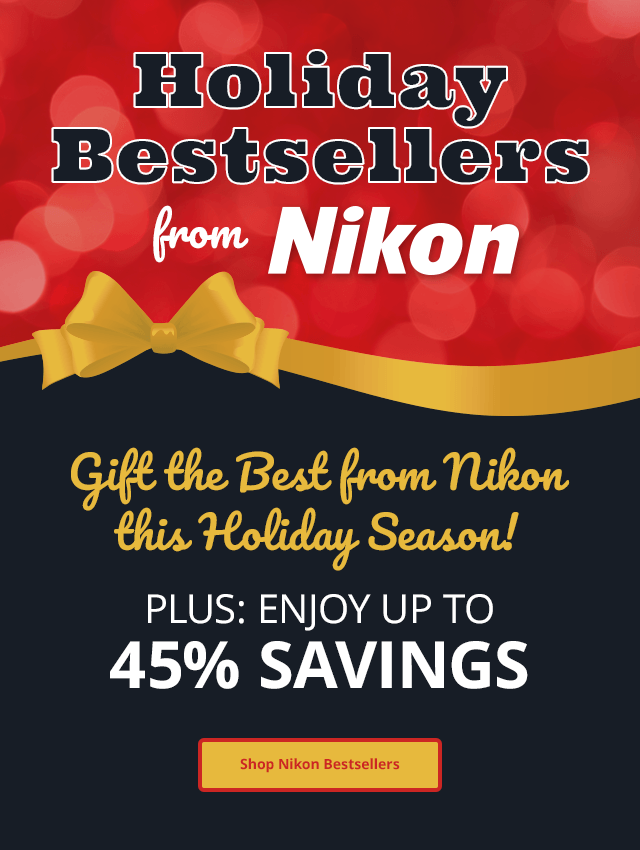 Holiday
Bestsellers
from Nikon
Gift the Best from Nikon
this Holiday Season!
PLUS: ENJOY UP TO
45% SAVINGS
Shop Nikon Bestsellers